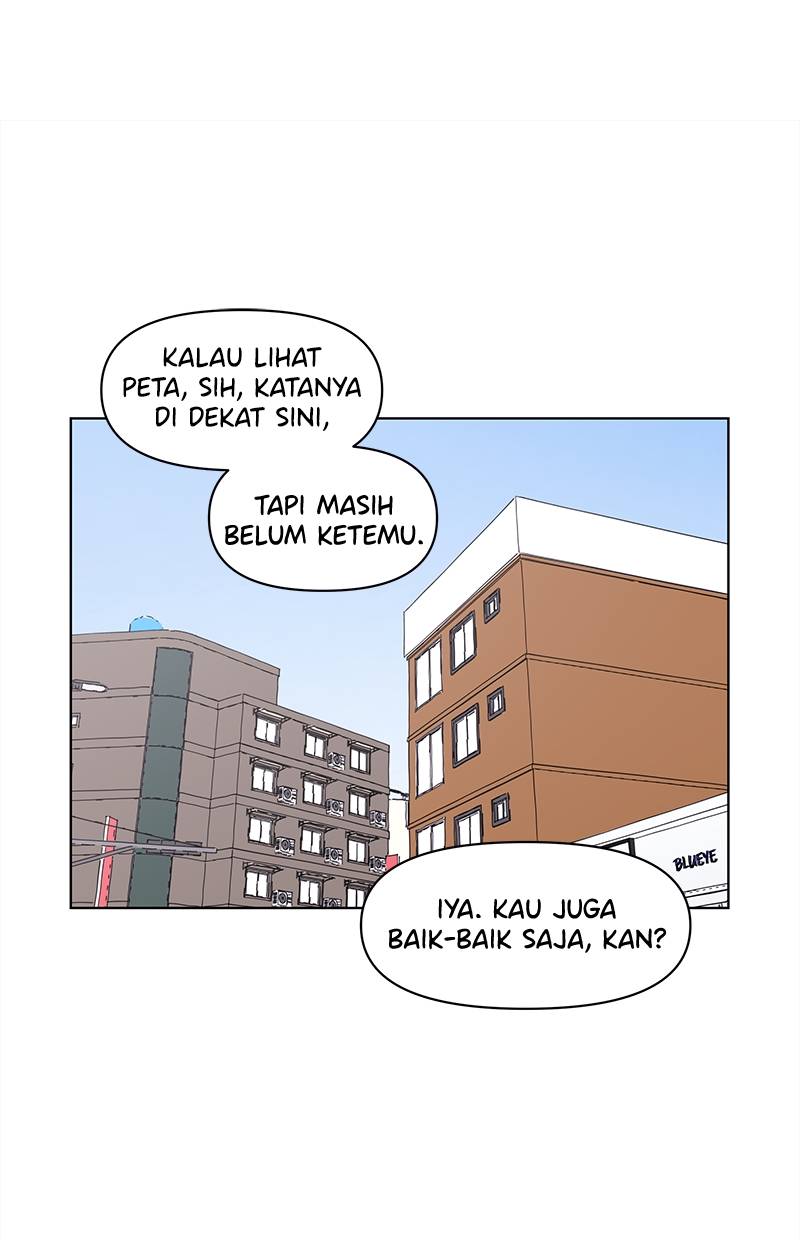 KALAU LIHAT
PETA, SIH, KATANYA
DI DEKAT SINI,
TAPI MASIH
BELUM KETEMU.
BLUEYE
IYA. KAU JUGA
BAIK-BAIK SAJA, KAN?